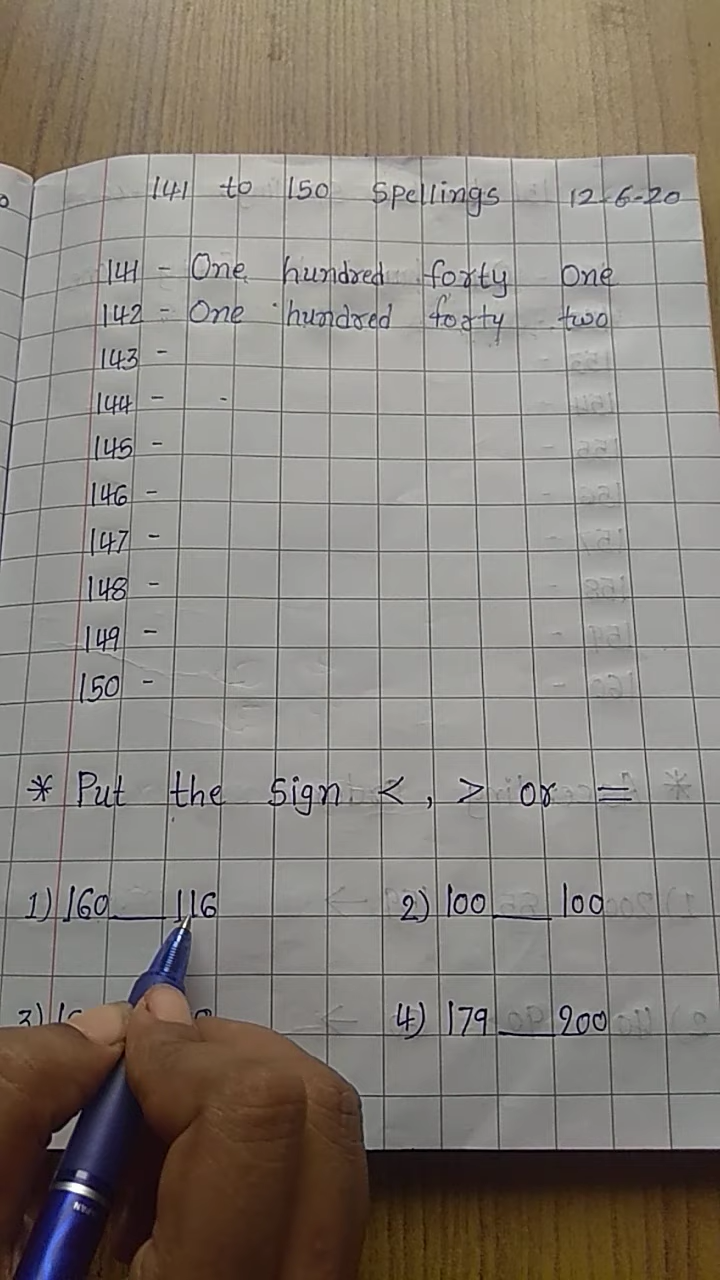 141 to 150 Spellings 12-6-20
141 - One hundred forty one
142 - One hundred forty two
143 -
144 - -
145 -
146 -
147 -
148 -
149 -
150 -
* Put the sign <, > or =
1) 160 ___ 116
2) 100 ___ 100
3)
4) 179 ___ 200